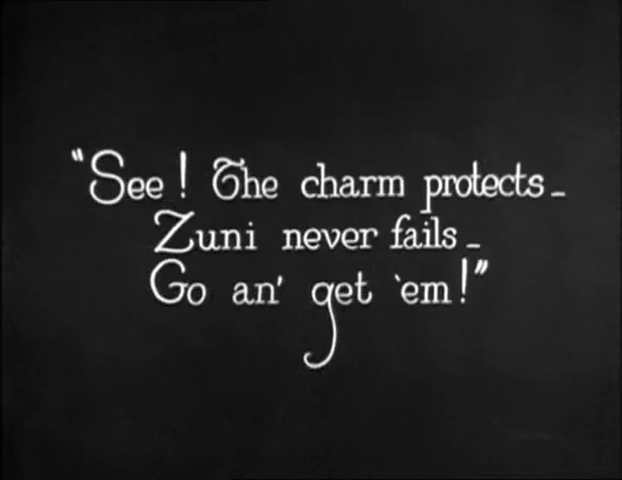 "See! The charm protects –
Zuni never fails –
Go an' get 'em!"